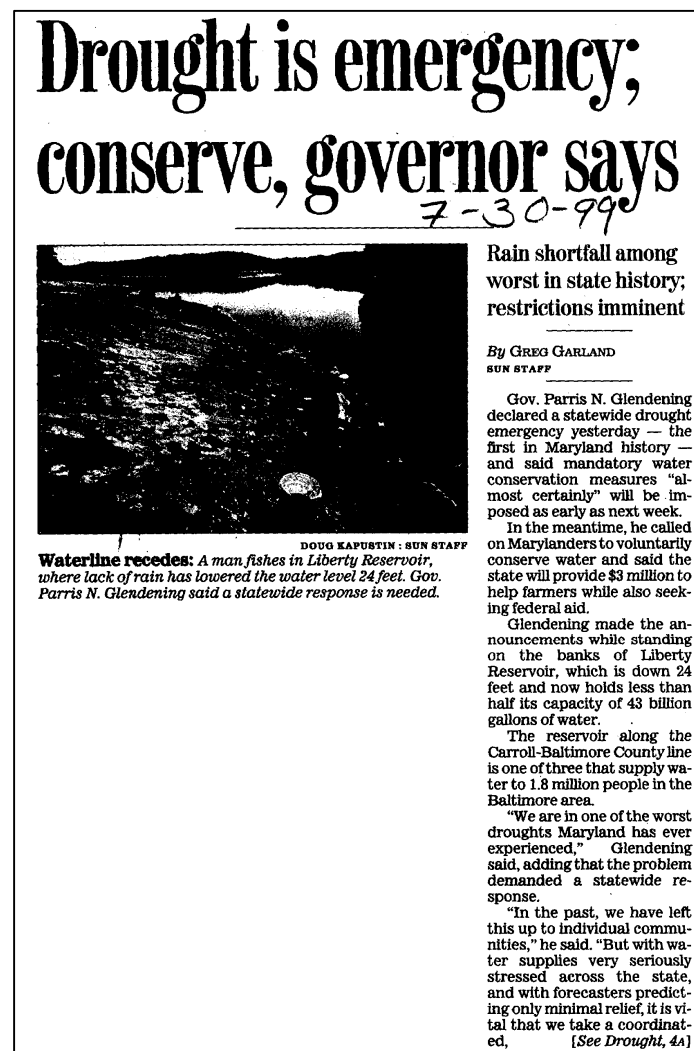 Drought is emergency;
conserve, governor says
7-30-99
Rain shortfall among
worst in state history;
restrictions imminent
By GREG GARLAND
SUN STAFF
Gov. Parris N. Glendening
declared a statewide drought
emergency yesterday — the
first in Maryland history —
and said mandatory water
conservation measures “al-
most certainly” will be im-
posed as early as next week.
In the meantime, he called
on Marylanders to voluntarily
conserve water and said the
state will provide $3 million to
help farmers while also seek-
ing federal aid.
Glendening made the an-
nouncements while standing
on the banks of Liberty
Reservoir, which is down 24
feet and now holds less than
half its capacity of 43 billion
gallons of water.
The reservoir along the
Carroll-Baltimore County line
is one of three that supply wa-
ter to 1.8 million people in the
Baltimore area.
“We are in one of the worst
droughts Maryland has ever
experienced,” Glendening
said, adding that the problem
demanded a statewide re-
sponse.
“In the past, we have left
this up to individual commu-
nities,” he said. “But with wa-
ter supplies very seriously
stressed across the state,
and with forecasters predict-
ing only minimal relief, it is vi-
tal that we take a coordinat-
ed, [See Drought, 4A]
DOUG KAPUSTIN : SUN STAFF
Waterline recedes: A man fishes in Liberty Reservoir,
where lack of rain has lowered the water level 24 feet. Gov.
Parris N. Glendening said a statewide response is needed.